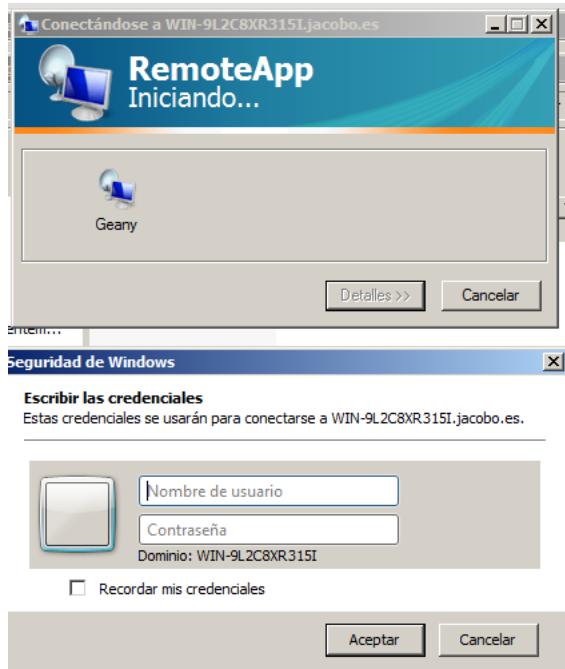 Conectándose a WIN-9L2C8XR315I.jacobo.es
RemoteApp
Iniciando...
Geany
Detalles >>
Cancelar
Seguridad de Windows
Escribir las credenciales
Estas credenciales se usarán para conectarse a WIN-9L2C8XR315I.jacobo.es.
Nombre de usuario
Contraseña
Dominio: WIN-9L2C8XR315I
Recordar mis credenciales
Aceptar
Cancelar